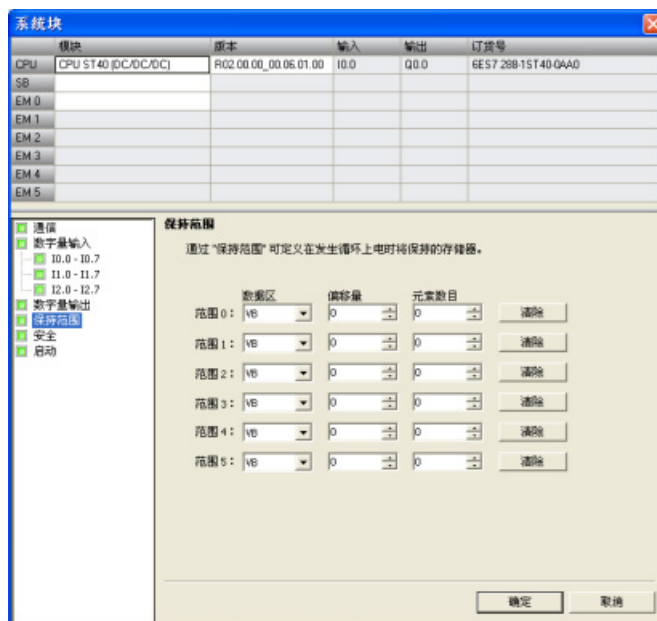 系统块
模块 版本 输入 输出 订货号
CPU CPU ST40 (DC/DC/DC) R02.00.00_00.06.01.00 I0.0 Q0.0 6ES7 288-1ST40-0AA0
SB
EM 0
EM 1
EM 2
EM 3
EM 4
EM 5
通信
数字量输入
I0.0 - I0.7
I1.0 - I1.7
I2.0 - I2.7
数字量输出
保持范围
安全
启动
保持范围
通过 "保持范围" 可定义在发生循环上电时将保持的存储器。
数据区 偏移量 元素数目
范围 0： VB 0 0 清除
范围 1： VB 0 0 清除
范围 2： VB 0 0 清除
范围 3： VB 0 0 清除
范围 4： VB 0 0 清除
范围 5： VB 0 0 清除
确定 取消